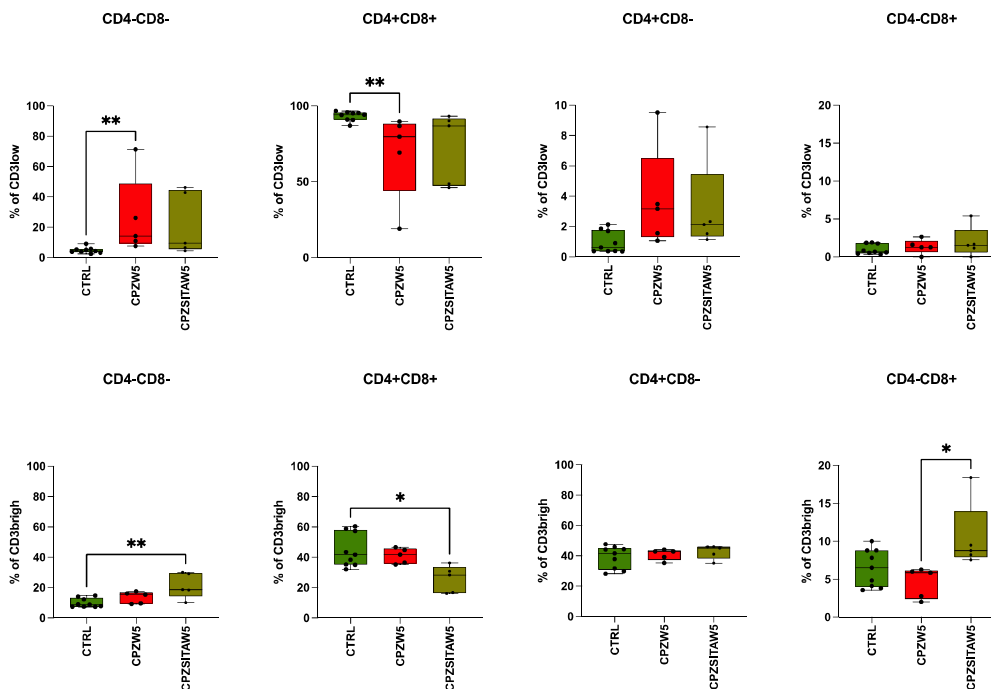 CD4-CD8-
CD4+CD8+
CD4+CD8-
CD4-CD8+
**
% of CD3low
100
80
60
40
20
0
CTRL
CPZW5
CPZSITAW5
**
% of CD3low
100
50
0
CTRL
CPZW5
CPZSITAW5
% of CD3low
10
8
6
4
2
0
CTRL
CPZW5
CPZSITAW5
% of CD3low
20
15
10
5
0
CTRL
CPZW5
CPZSITAW5
CD4-CD8-
CD4+CD8+
CD4+CD8-
CD4-CD8+
**
% of CD3brigh
100
80
60
40
20
0
CTRL
CPZW5
CPZSITAW5
*
% of CD3brigh
100
80
60
40
20
0
CTRL
CPZW5
CPZSITAW5
% of CD3brigh
100
80
60
40
20
0
CTRL
CPZW5
CPZSITAW5
*
% of CD3brigh
20
15
10
5
0
CTRL
CPZW5
CPZSITAW5